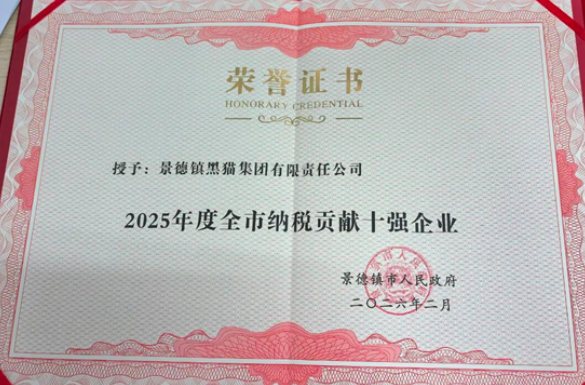 荣誉证书
HONORARY CREDENTIAL
授予：景德镇黑猫集团有限责任公司
2025年度全市纳税贡献十强企业
景德镇市人民政府
二〇二六年二月